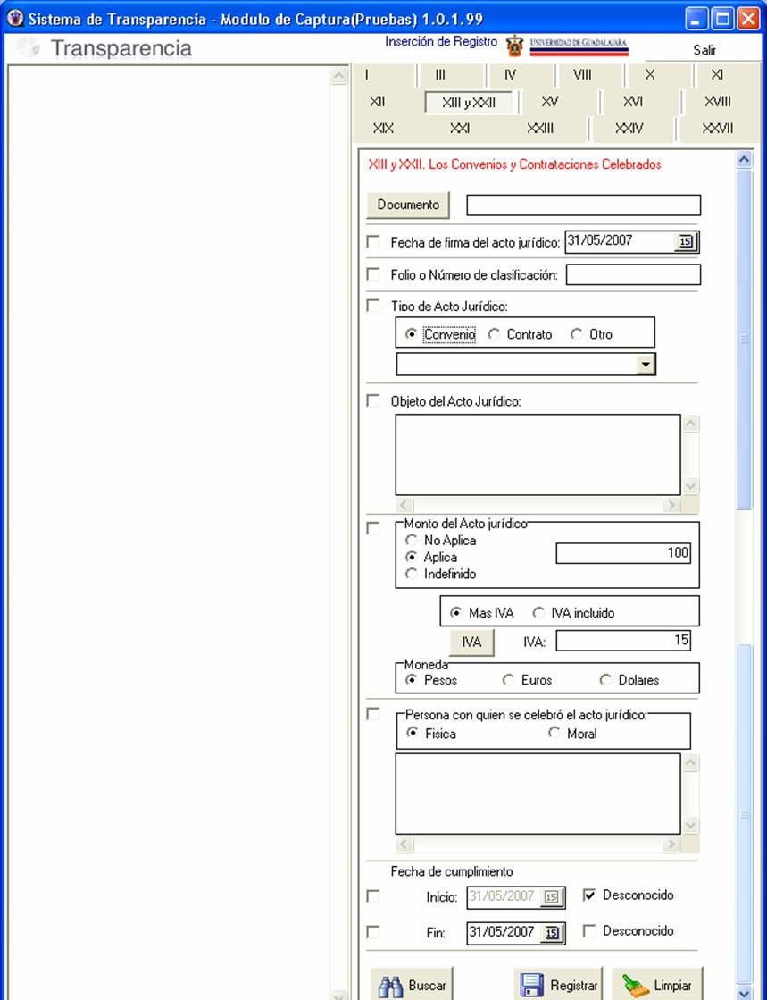 Sistema de Transparencia - Modulo de Captura(Pruebas) 1.0.1.99
Transparencia
Inserción de Registro
UNIVERSIDAD DE GUADALAJARA
Salir
I III IV VIII X XI
XII XIII y XXII XV XVI XVIII
XIX XXI XXIII XXIV XXVII
XIII y XXII. Los Convenios y Contrataciones Celebrados
Documento
Fecha de firma del acto jurídico: 31/05/2007 15
Folio o Número de clasificación:
Tipo de Acto Jurídico:
Convenio Contrato Otro
Objeto del Acto Jurídico:
Monto del Acto jurídico
No Aplica
Aplica 100
Indefinido
Mas IVA IVA incluido
IVA IVA: 15
Moneda
Pesos Euros Dolares
Persona con quien se celebró el acto jurídico:
Fisica Moral
Fecha de cumplimiento
Inicio: 31/05/2007 15 Desconocido
Fin: 31/05/2007 15 Desconocido
Buscar Registrar Limpiar